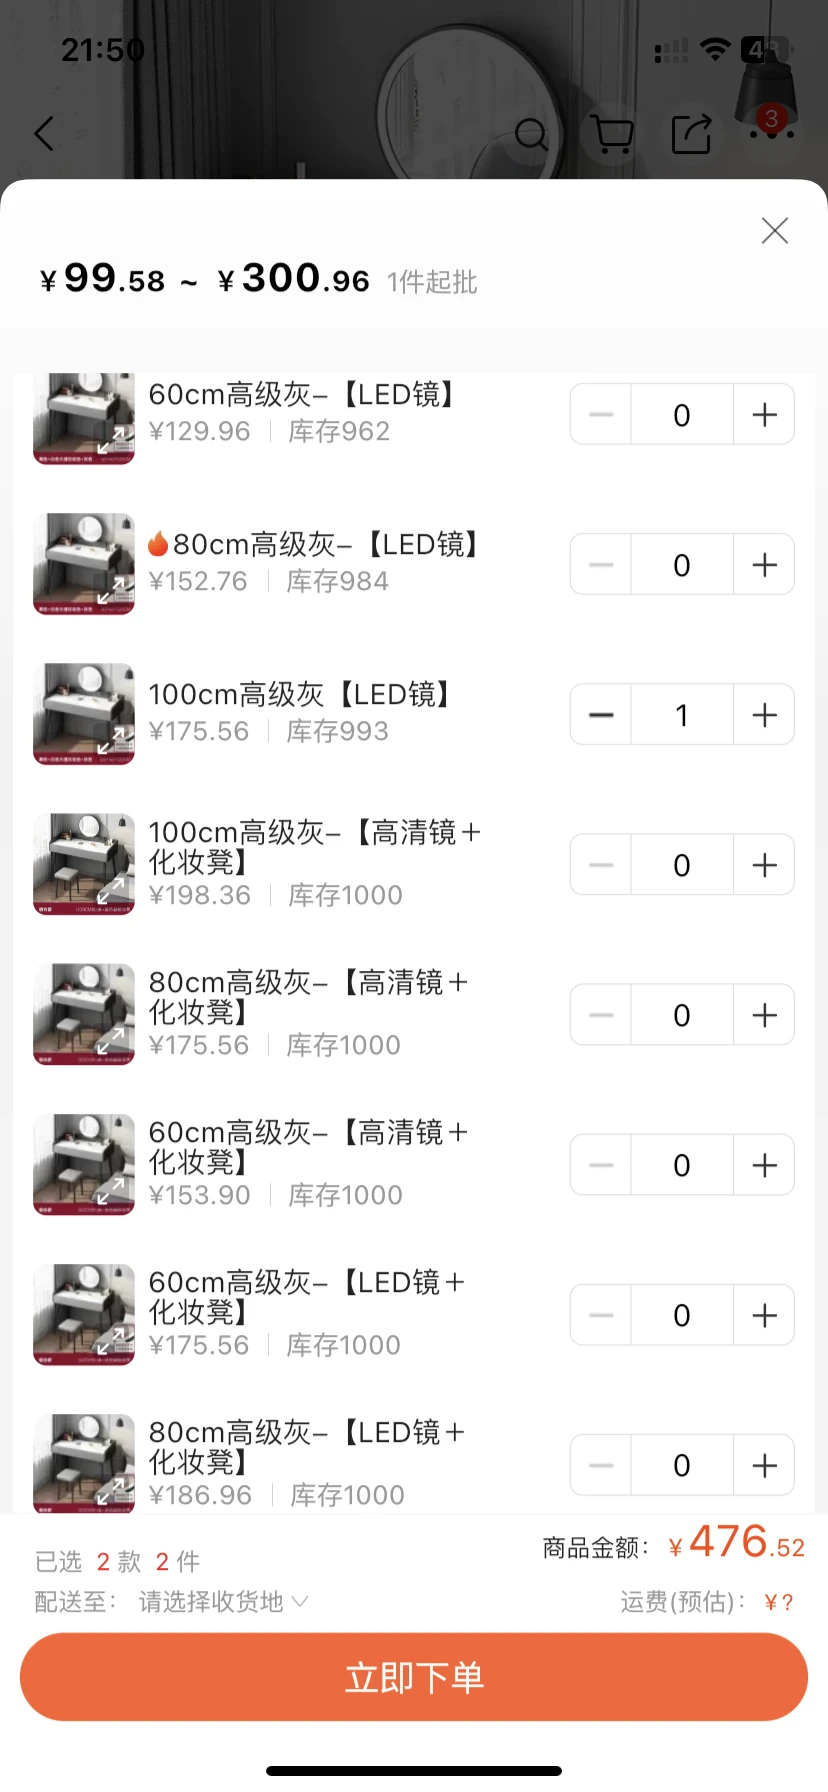 21:50
48
3
¥99.58 ~ ¥300.96 1件起批
60cm高级灰–【LED镜】
¥129.96 库存962
0
🔥80cm高级灰–【LED镜】
¥152.76 库存984
0
100cm高级灰【LED镜】
¥175.56 库存993
1
100cm高级灰–【高清镜+
化妆凳】
¥198.36 库存1000
0
80cm高级灰–【高清镜+
化妆凳】
¥175.56 库存1000
0
60cm高级灰–【高清镜+
化妆凳】
¥153.90 库存1000
0
60cm高级灰–【LED镜+
化妆凳】
¥175.56 库存1000
0
80cm高级灰–【LED镜+
化妆凳】
¥186.96 库存1000
0
已选 2 款 2 件
商品金额: ¥476.52
配送至: 请选择收货地
运费(预估): ¥?
立即下单